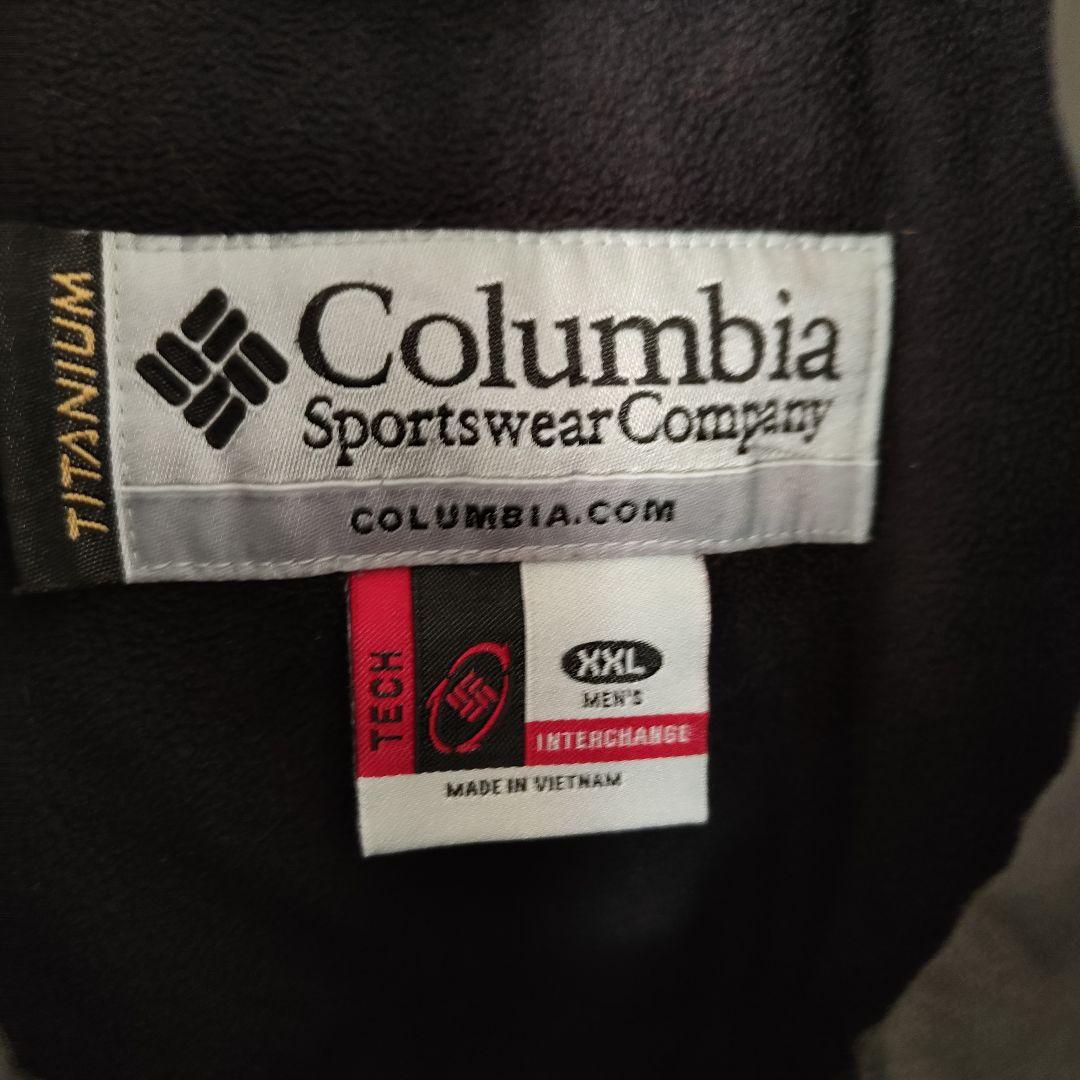 TITANIUM
Columbia
Sportswear Company
COLUMBIA.COM
TECH
XXL
MEN'S
INTERCHANGE
MADE IN VIETNAM